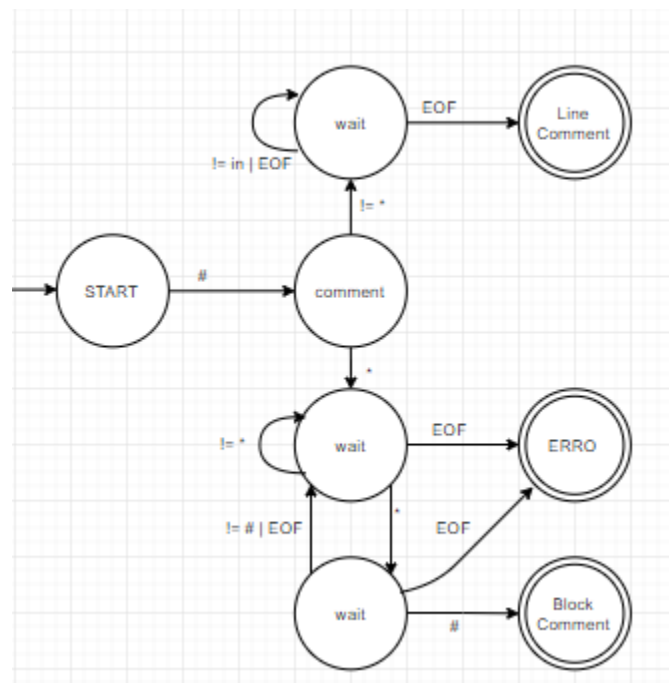 EOF
wait
Line
Comment
!= in | EOF
!= *
#
START
comment
*
!= *
EOF
wait
ERRO
*
!= # | EOF
EOF
wait
Block
Comment
#